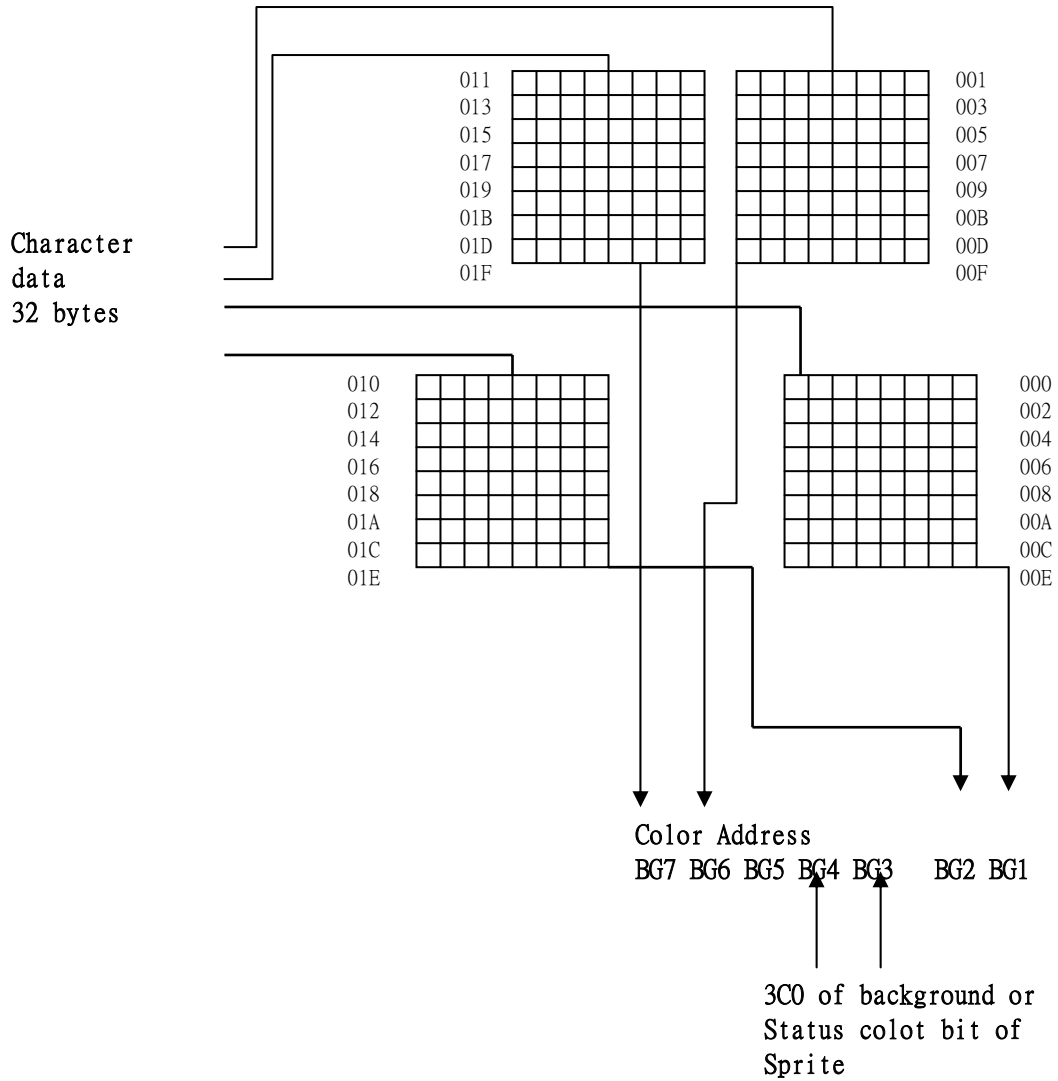 011
013
015
017
019
01B
01D
01F
001
003
005
007
009
00B
00D
00F
Character
data
32 bytes
010
012
014
016
018
01A
01C
01E
000
002
004
006
008
00A
00C
00E
Color Address
BG7 BG6 BG5 BG4 BG3 BG2 BG1
3C0 of background or
Status colot bit of
Sprite